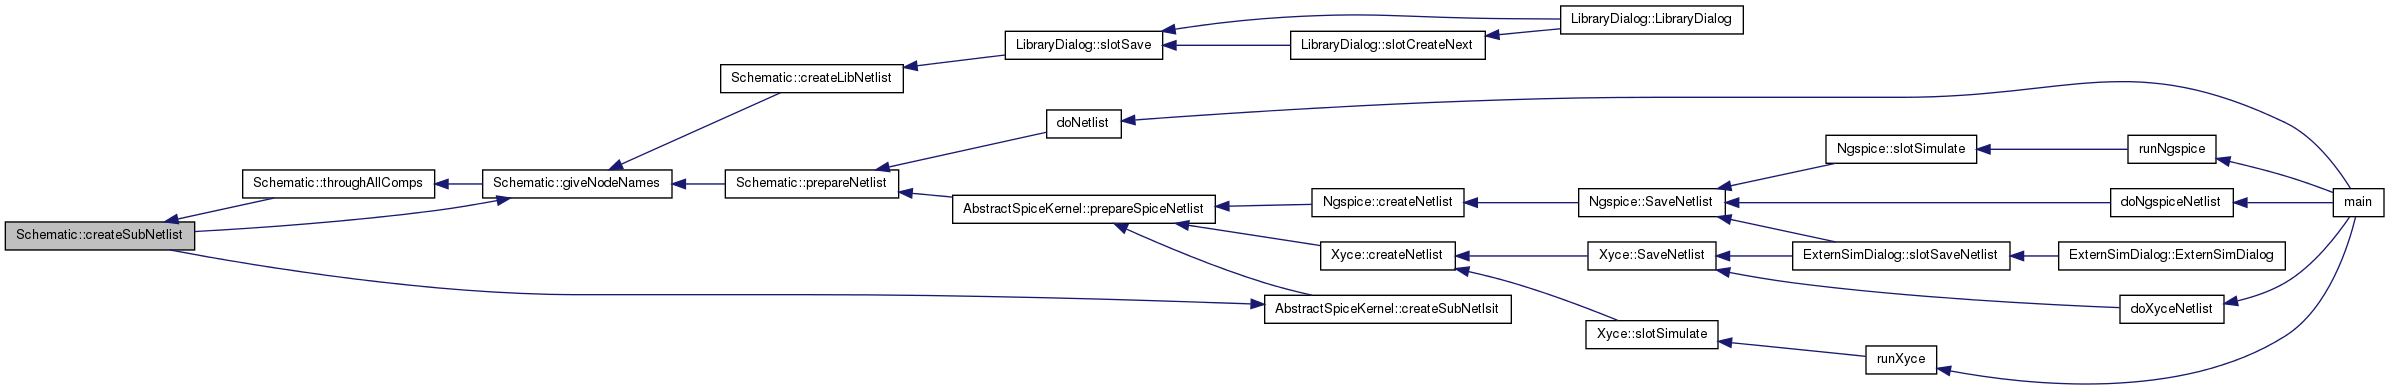 LibraryDialog::LibraryDialog
LibraryDialog::slotSave
LibraryDialog::slotCreateNext
Schematic::createLibNetlist
doNetlist
Ngspice::slotSimulate
runNgspice
Schematic::throughAllComps
Schematic::giveNodeNames
Schematic::prepareNetlist
AbstractSpiceKernel::prepareSpiceNetlist
Ngspice::createNetlist
Ngspice::SaveNetlist
doNgspiceNetlist
main
Schematic::createSubNetlist
Xyce::createNetlist
Xyce::SaveNetlist
ExternSimDialog::slotSaveNetlist
ExternSimDialog::ExternSimDialog
AbstractSpiceKernel::createSubNetlsit
doXyceNetlist
Xyce::slotSimulate
runXyce